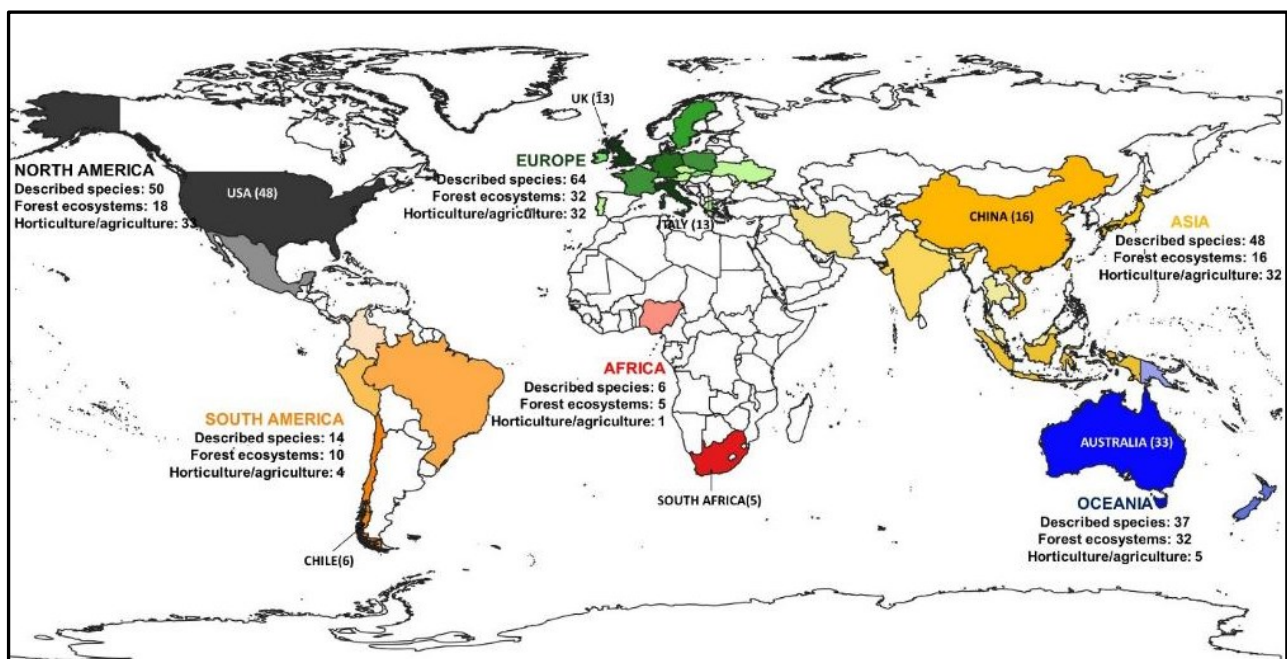 UK (13)
NORTH AMERICA
Described species: 50
Forest ecosystems: 18
Horticulture/agriculture: 33
USA (48)
EUROPE
Described species: 64
Forest ecosystems: 32
Horticulture/agriculture: 32
ITALY (13)
CHINA (16)
ASIA
Described species: 48
Forest ecosystems: 16
Horticulture/agriculture: 32
AFRICA
Described species: 6
Forest ecosystems: 5
Horticulture/agriculture: 1
SOUTH AMERICA
Described species: 14
Forest ecosystems: 10
Horticulture/agriculture: 4
AUSTRALIA (33)
SOUTH AFRICA(5)
OCEANIA
Described species: 37
Forest ecosystems: 32
Horticulture/agriculture: 5
CHILE(6)